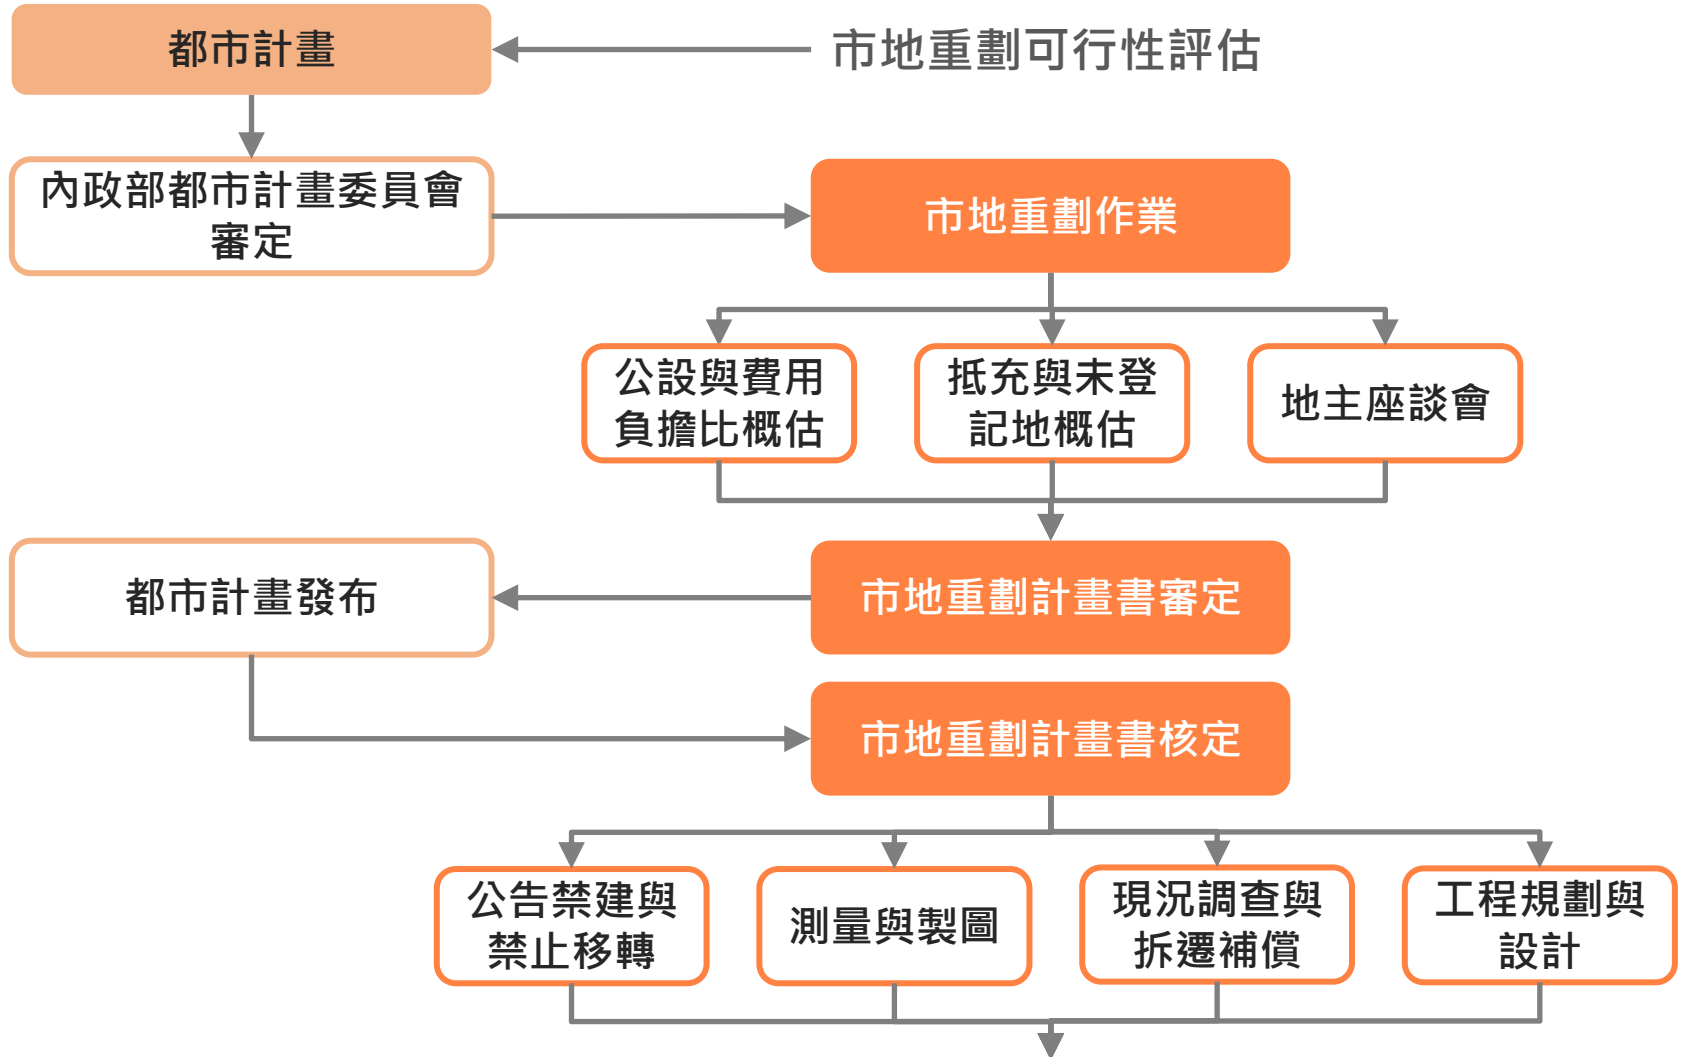 都市計畫
市地重劃可行性評估
內政部都市計畫委員會
審定
市地重劃作業
公設與費用
負擔比概估
抵充與未登
記地概估
地主座談會
都市計畫發布
市地重劃計畫書審定
市地重劃計畫書核定
公告禁建與
禁止移轉
測量與製圖
現況調查與
拆遷補償
工程規劃與
設計